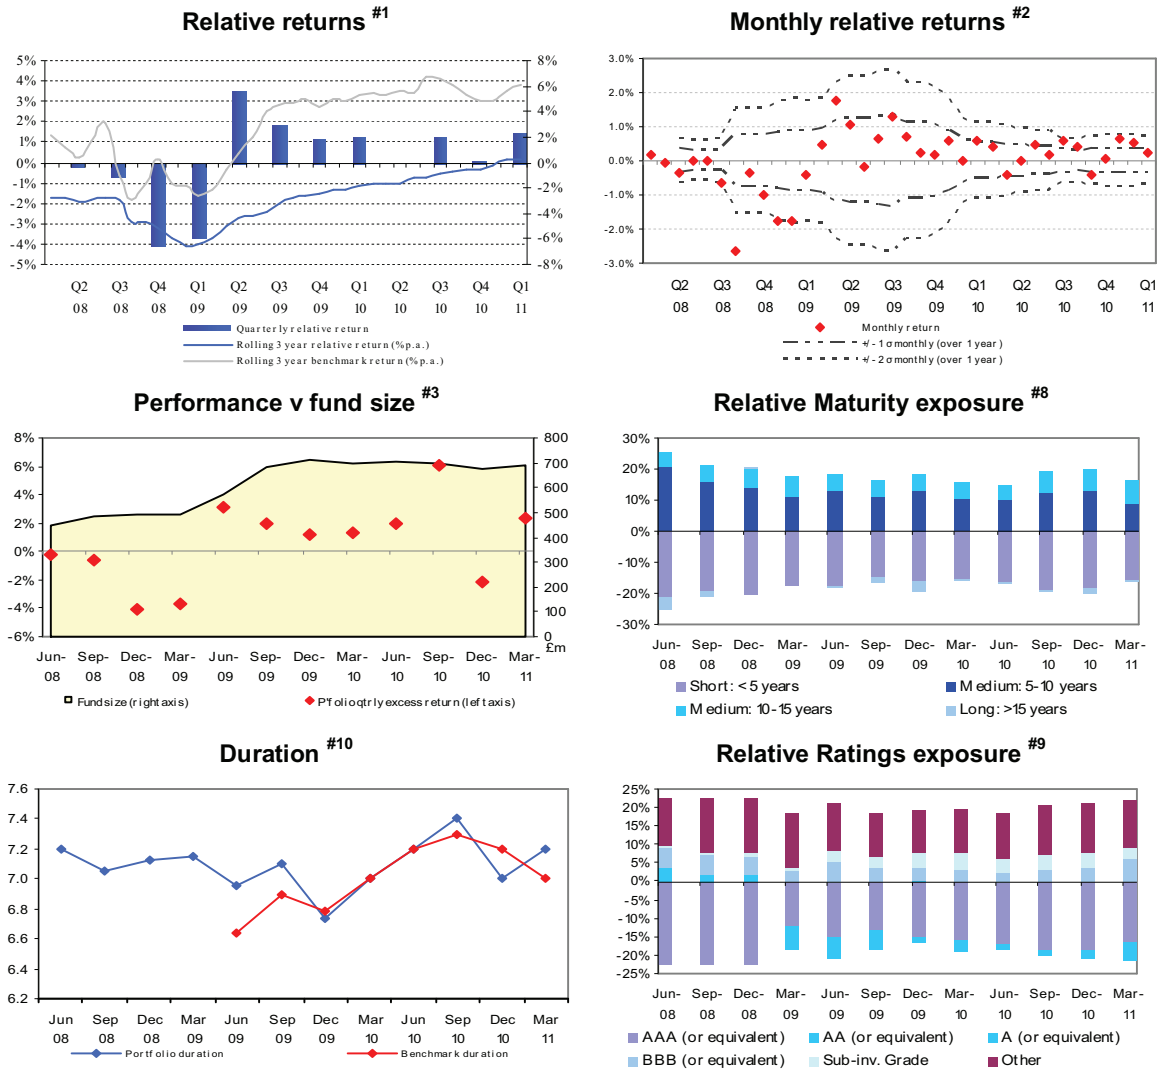 Relative returns #1
5%
4%
3%
2%
1%
0%
-1%
-2%
-3%
-4%
-5%
8%
6%
4%
2%
0%
-2%
-4%
-6%
-8%
Q2 Q3 Q4 Q1 Q2 Q3 Q4 Q1 Q2 Q3 Q4 Q1
08 08 08 09 09 09 09 10 10 10 10 11
Quarterly relative return
Rolling 3 year relative return (% p.a.)
Rolling 3 year benchmark return (% p.a.)
Monthly relative returns #2
3.0%
2.0%
1.0%
0.0%
-1.0%
-2.0%
-3.0%
Q2 Q3 Q4 Q1 Q2 Q3 Q4 Q1 Q2 Q3 Q4 Q1
08 08 08 09 09 09 09 10 10 10 10 11
Monthly return
+/- 1 σ monthly (over 1 year)
+/- 2 σ monthly (over 1 year)
Performance v fund size #3
8%
6%
4%
2%
0%
-2%
-4%
-6%
800
700
600
500
400
300
200
100
0
£m
Jun- Sep- Dec- Mar- Jun- Sep- Dec- Mar- Jun- Sep- Dec- Mar-
08 08 08 09 09 09 09 10 10 10 10 11
Fund size (right axis)
P'folio qtrly excess return (left axis)
Relative Maturity exposure #8
30%
20%
10%
0%
-10%
-20%
-30%
Jun- Sep- Dec- Mar- Jun- Sep- Dec- Mar- Jun- Sep- Dec- Mar-
08 08 08 09 09 09 09 10 10 10 10 11
Short: < 5 years
Medium: 5-10 years
Medium: 10-15 years
Long: >15 years
Duration #10
7.6
7.4
7.2
7.0
6.8
6.6
6.4
6.2
Jun Sep Dec Mar Jun Sep Dec Mar Jun Sep Dec Mar
08 08 08 09 09 09 09 10 10 10 10 11
Portfolio duration
Benchmark duration
Relative Ratings exposure #9
25%
20%
15%
10%
5%
0%
-5%
-10%
-15%
-20%
-25%
Jun- Sep- Dec- Mar- Jun- Sep- Dec- Mar- Jun- Sep- Dec- Mar-
08 08 08 09 09 09 09 10 10 10 10 11
AAA (or equivalent)
AA (or equivalent)
A (or equivalent)
BBB (or equivalent)
Sub-inv. Grade
Other